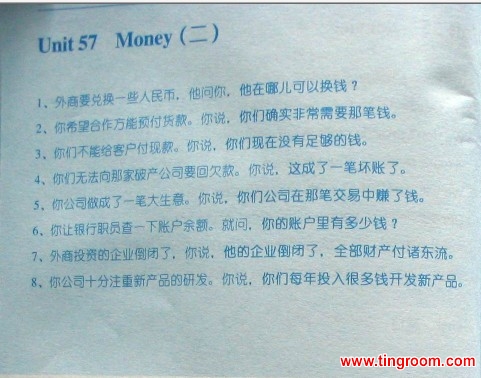 Unit 57 Money(二)
1、外商要兑换一些人民币，他问你，他在哪儿可以换钱？
2、你希望合作方能预付货款。你说，你们确实非常需要那笔钱。
3、你们不能给客户付现款。你说，你们现在没有足够的钱。
4、你们无法向那家破产公司要回欠款。你说，这成了一笔坏账了。
5、你公司做成了一笔大生意。你说，你们公司在那笔交易中赚了钱。
6、你让银行职员查一下账户余额。就问，你的账户里有多少钱？
7、外商投资的企业倒闭了，你说，他的企业倒闭了，全部财产付诸东流。
8、你公司十分注重新产品的研发。你说，你们每年投入很多钱开发新产品。
www.tingroom.com